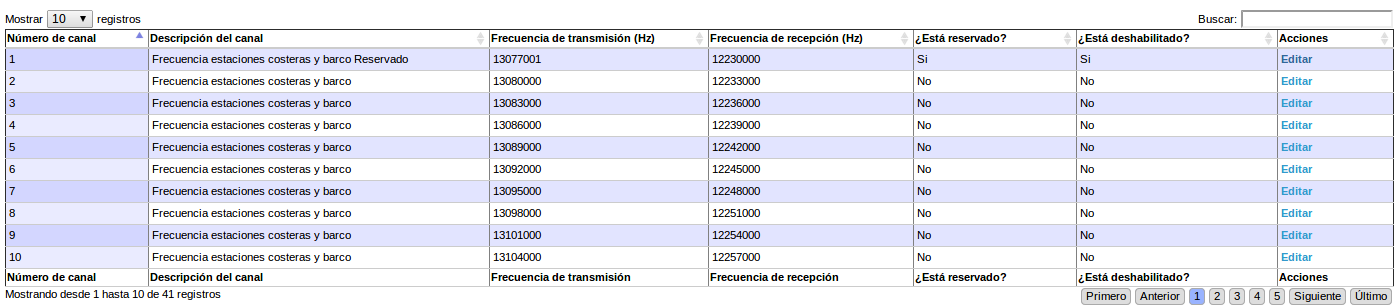 Mostrar 10 registros Buscar:
Número de canal Descripción del canal Frecuencia de transmisión (Hz) Frecuencia de recepción (Hz) ¿Está reservado? ¿Está deshabilitado? Acciones
1 Frecuencia estaciones costeras y barco Reservado 13077001 12230000 Si Si Editar
2 Frecuencia estaciones costeras y barco 13080000 12233000 No No Editar
3 Frecuencia estaciones costeras y barco 13083000 12236000 No No Editar
4 Frecuencia estaciones costeras y barco 13086000 12239000 No No Editar
5 Frecuencia estaciones costeras y barco 13089000 12242000 No No Editar
6 Frecuencia estaciones costeras y barco 13092000 12245000 No No Editar
7 Frecuencia estaciones costeras y barco 13095000 12248000 No No Editar
8 Frecuencia estaciones costeras y barco 13098000 12251000 No No Editar
9 Frecuencia estaciones costeras y barco 13101000 12254000 No No Editar
10 Frecuencia estaciones costeras y barco 13104000 12257000 No No Editar
Número de canal Descripción del canal Frecuencia de transmisión Frecuencia de recepción ¿Está reservado? ¿Está deshabilitado? Acciones
Mostrando desde 1 hasta 10 de 41 registros Primero Anterior 1 2 3 4 5 Siguiente Último